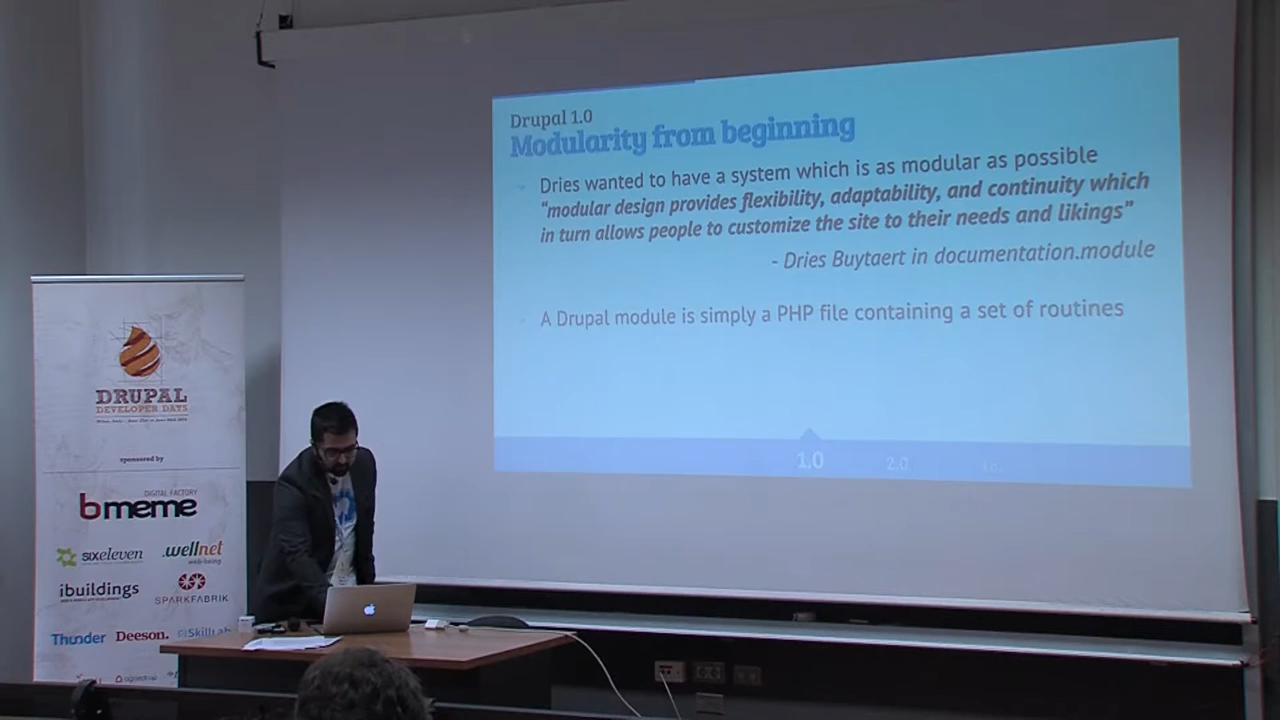 Drupal 1.0
Modularity from beginning
Dries wanted to have a system which is as modular as possible
"modular design provides flexibility, adaptability, and continuity which
in turn allows people to customize the site to their needs and likings"
- Dries Buytaert in documentation.module
A Drupal module is simply a PHP file containing a set of routines
1.0 2.0
DRUPAL
DEVELOPER DAYS
sponsored by
DIGITAL FACTORY
bmeme
sixeleven .wellnet
well-being
ibuildings
SPARKFABRIK
Thunder Deeson. SkillLab